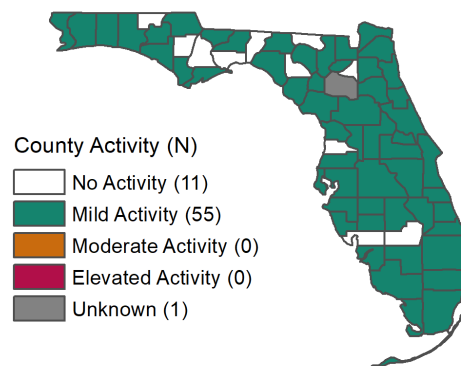 County Activity (N)
No Activity (11)
Mild Activity (55)
Moderate Activity (0)
Elevated Activity (0)
Unknown (1)